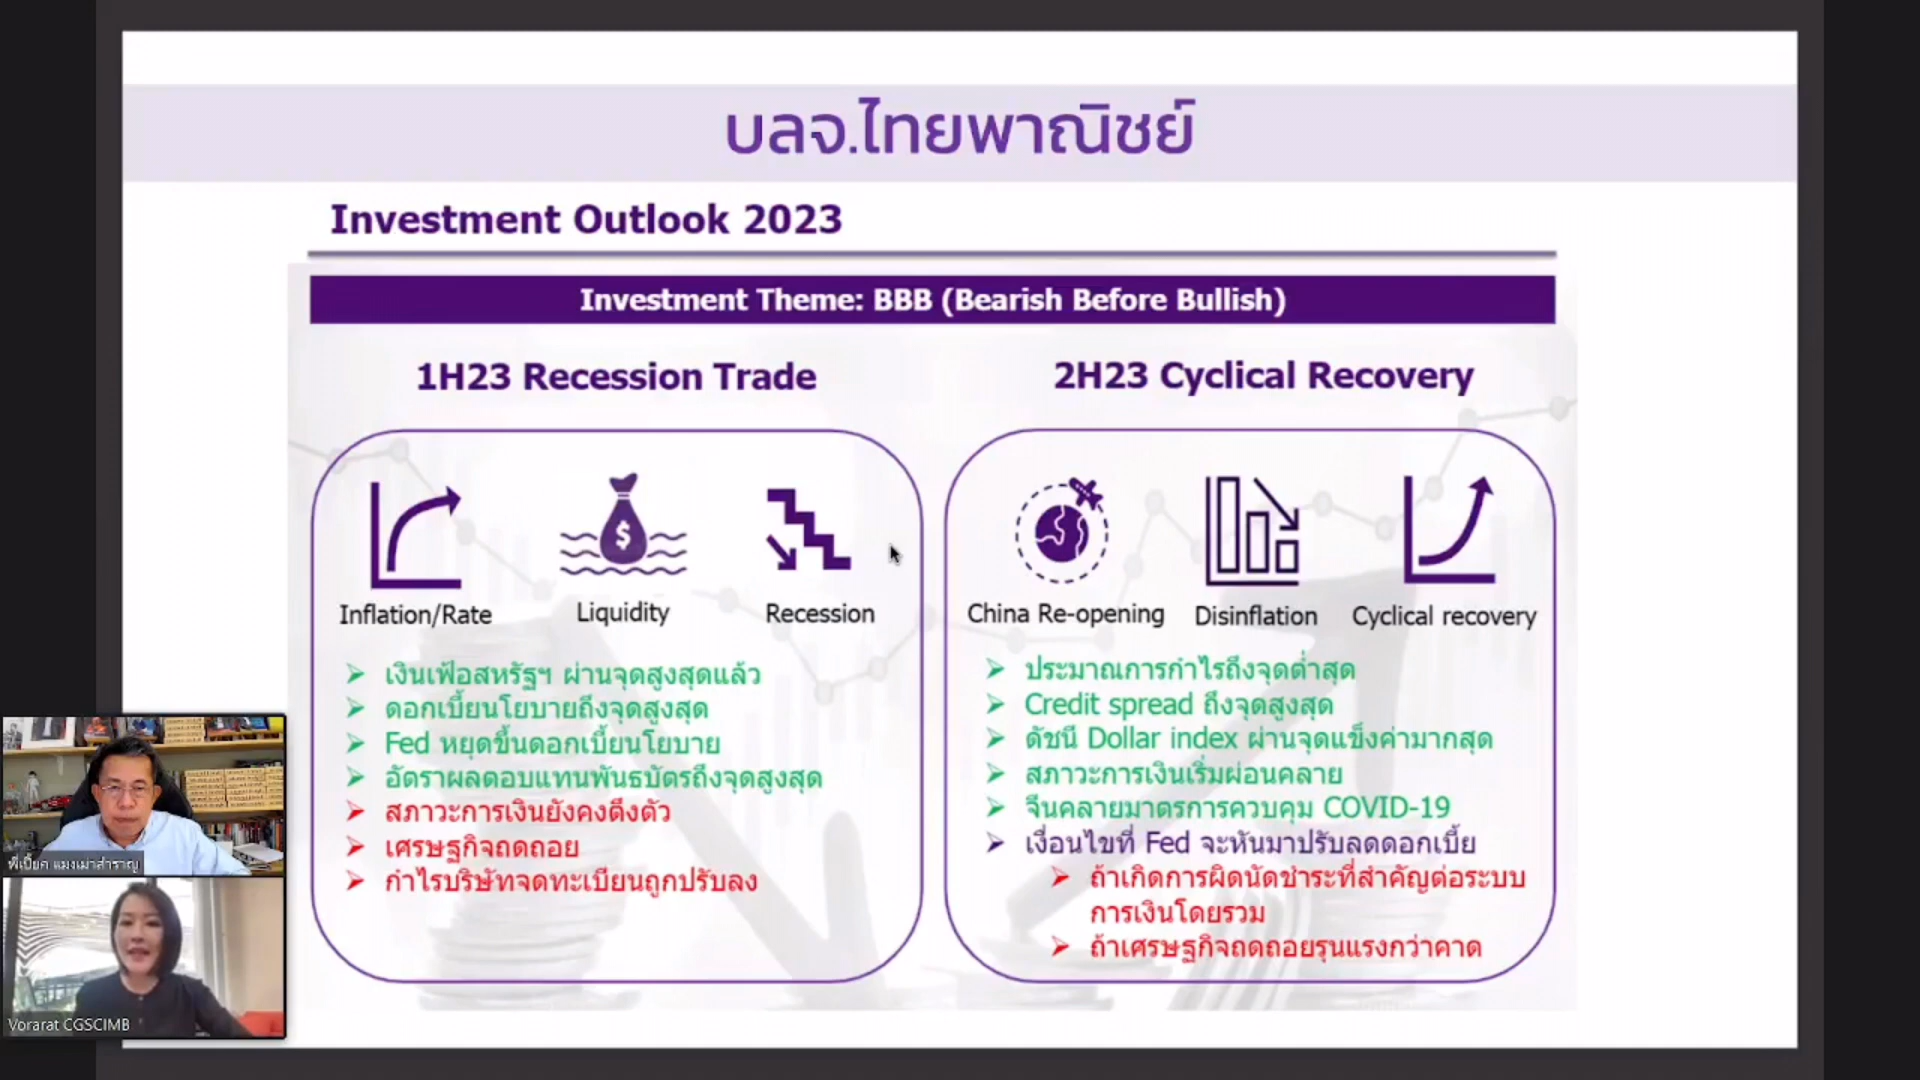 บลจ.ไทยพาณิชย์
Investment Outlook 2023
Investment Theme: BBB (Bearish Before Bullish)
1H23 Recession Trade
Inflation/Rate
Liquidity
Recession
เงินเฟ้อสหรัฐฯ ผ่านจุดสูงสุดแล้ว
ดอกเบี้ยนโยบายถึงจุดสูงสุด
Fed หยุดขึ้นดอกเบี้ยนโยบาย
อัตราผลตอบแทนพันธบัตรถึงจุดสูงสุด
สภาวะการเงินยังคงตึงตัว
เศรษฐกิจถดถอย
กำไรบริษัทจดทะเบียนถูกปรับลง
2H23 Cyclical Recovery
China Re-opening
Disinflation
Cyclical recovery
ประมาณการกำไรถึงจุดต่ำสุด
Credit spread ถึงจุดสูงสุด
ดัชนี Dollar index ผ่านจุดแข็งค่ามากสุด
สภาวะการเงินเริ่มผ่อนคลาย
จีนคลายมาตรการควบคุม COVID-19
เงื่อนไขที่ Fed จะหันมาปรับลดดอกเบี้ย
ถ้าเกิดการผิดนัดชำระที่สำคัญต่อระบบ
การเงินโดยรวม
ถ้าเศรษฐกิจถดถอยรุนแรงกว่าคาด
พี่เปี๊ยก แมงเม่าสำราญ
Vorarat CGSCIMB